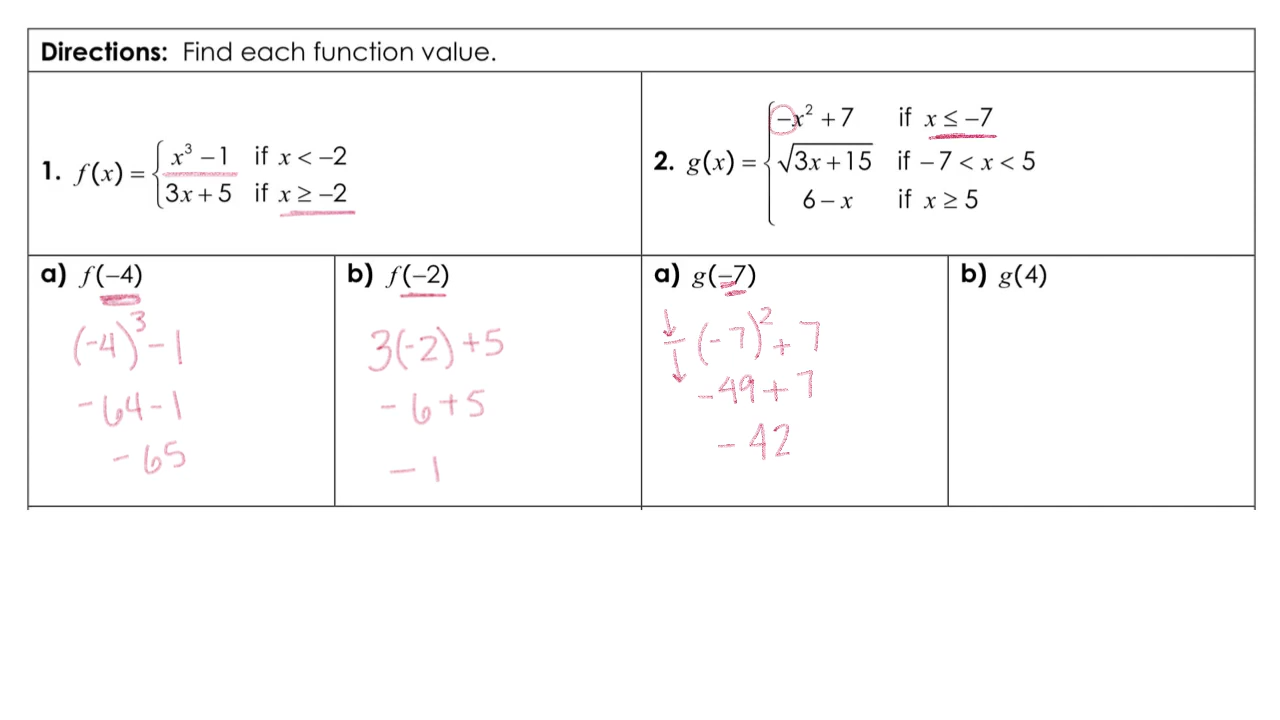 Directions: Find each function value.
1. f(x) = { x³ − 1 if x < −2
3x + 5 if x ≥ −2
2. g(x) = { −x² + 7 if x ≤ −7
√(3x + 15) if −7 < x < 5
6 − x if x ≥ 5
a) f(−4)
(-4)³ - 1
-64 - 1
-65
b) f(−2)
3(-2) + 5
-6 + 5
-1
a) g(−7)
-(-7)² + 7
-49 + 7
-42
b) g(4)